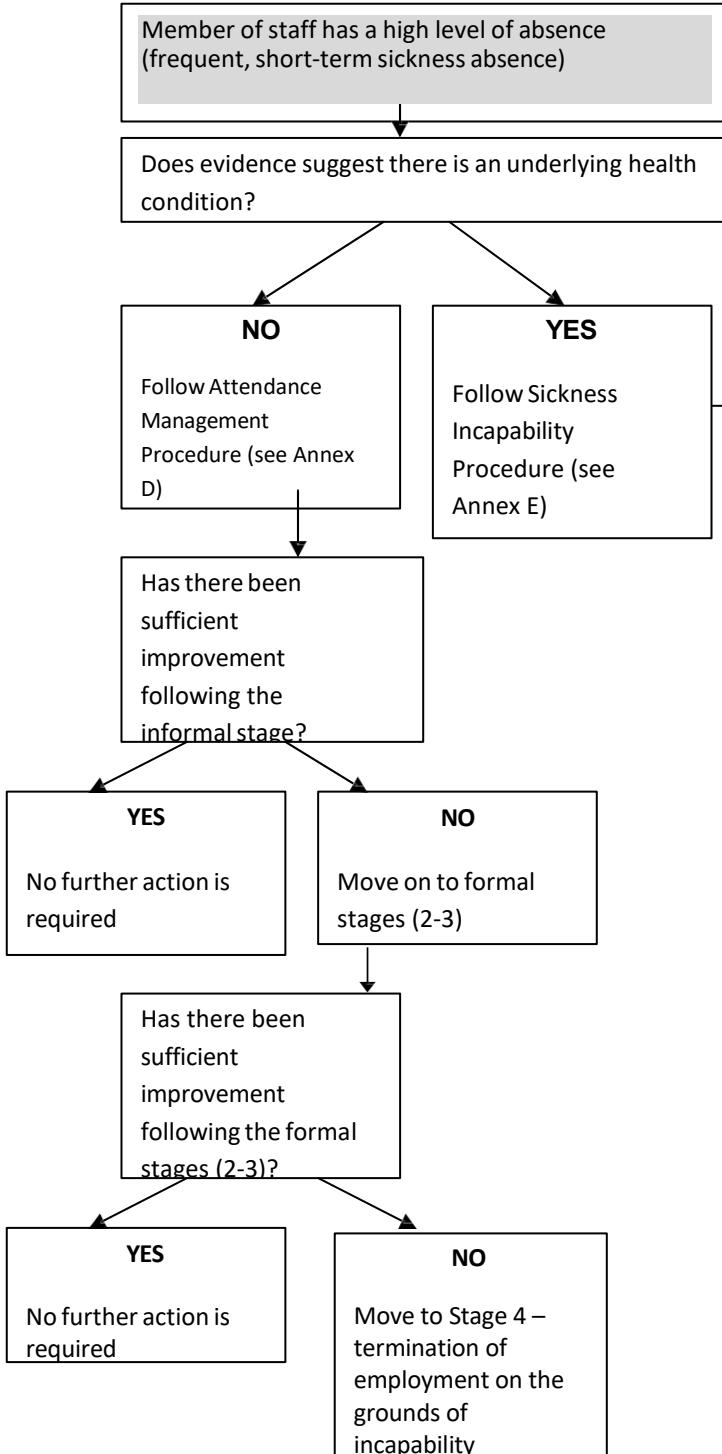 Member of staff has a high level of absence
(frequent, short-term sickness absence)
Does evidence suggest there is an underlying health
condition?
NO
Follow Attendance
Management
Procedure (see Annex
D)
YES
Follow Sickness
Incapability
Procedure (see
Annex E)
Has there been
sufficient
improvement
following the
informal stage?
YES
No further action is
required
NO
Move on to formal
stages (2-3)
Has there been
sufficient
improvement
following the formal
stages (2-3)?
YES
No further action is
required
NO
Move to Stage 4 –
termination of
employment on the
grounds of
incapability